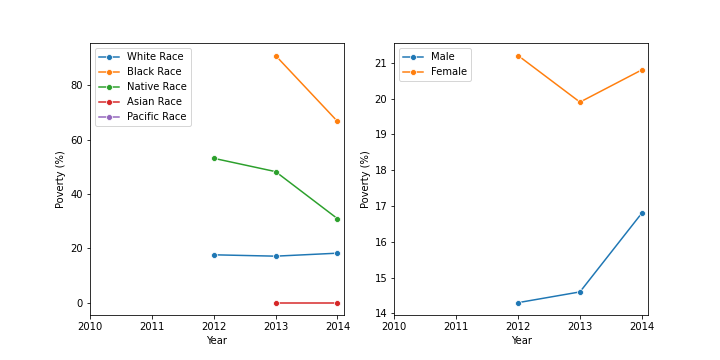 White Race
Black Race
Native Race
Asian Race
Pacific Race
80
60
40
20
0
Poverty (%)
2010 2011 2012 2013 2014
Year
Male
Female
21
20
19
18
17
16
15
14
Poverty (%)
2010 2011 2012 2013 2014
Year